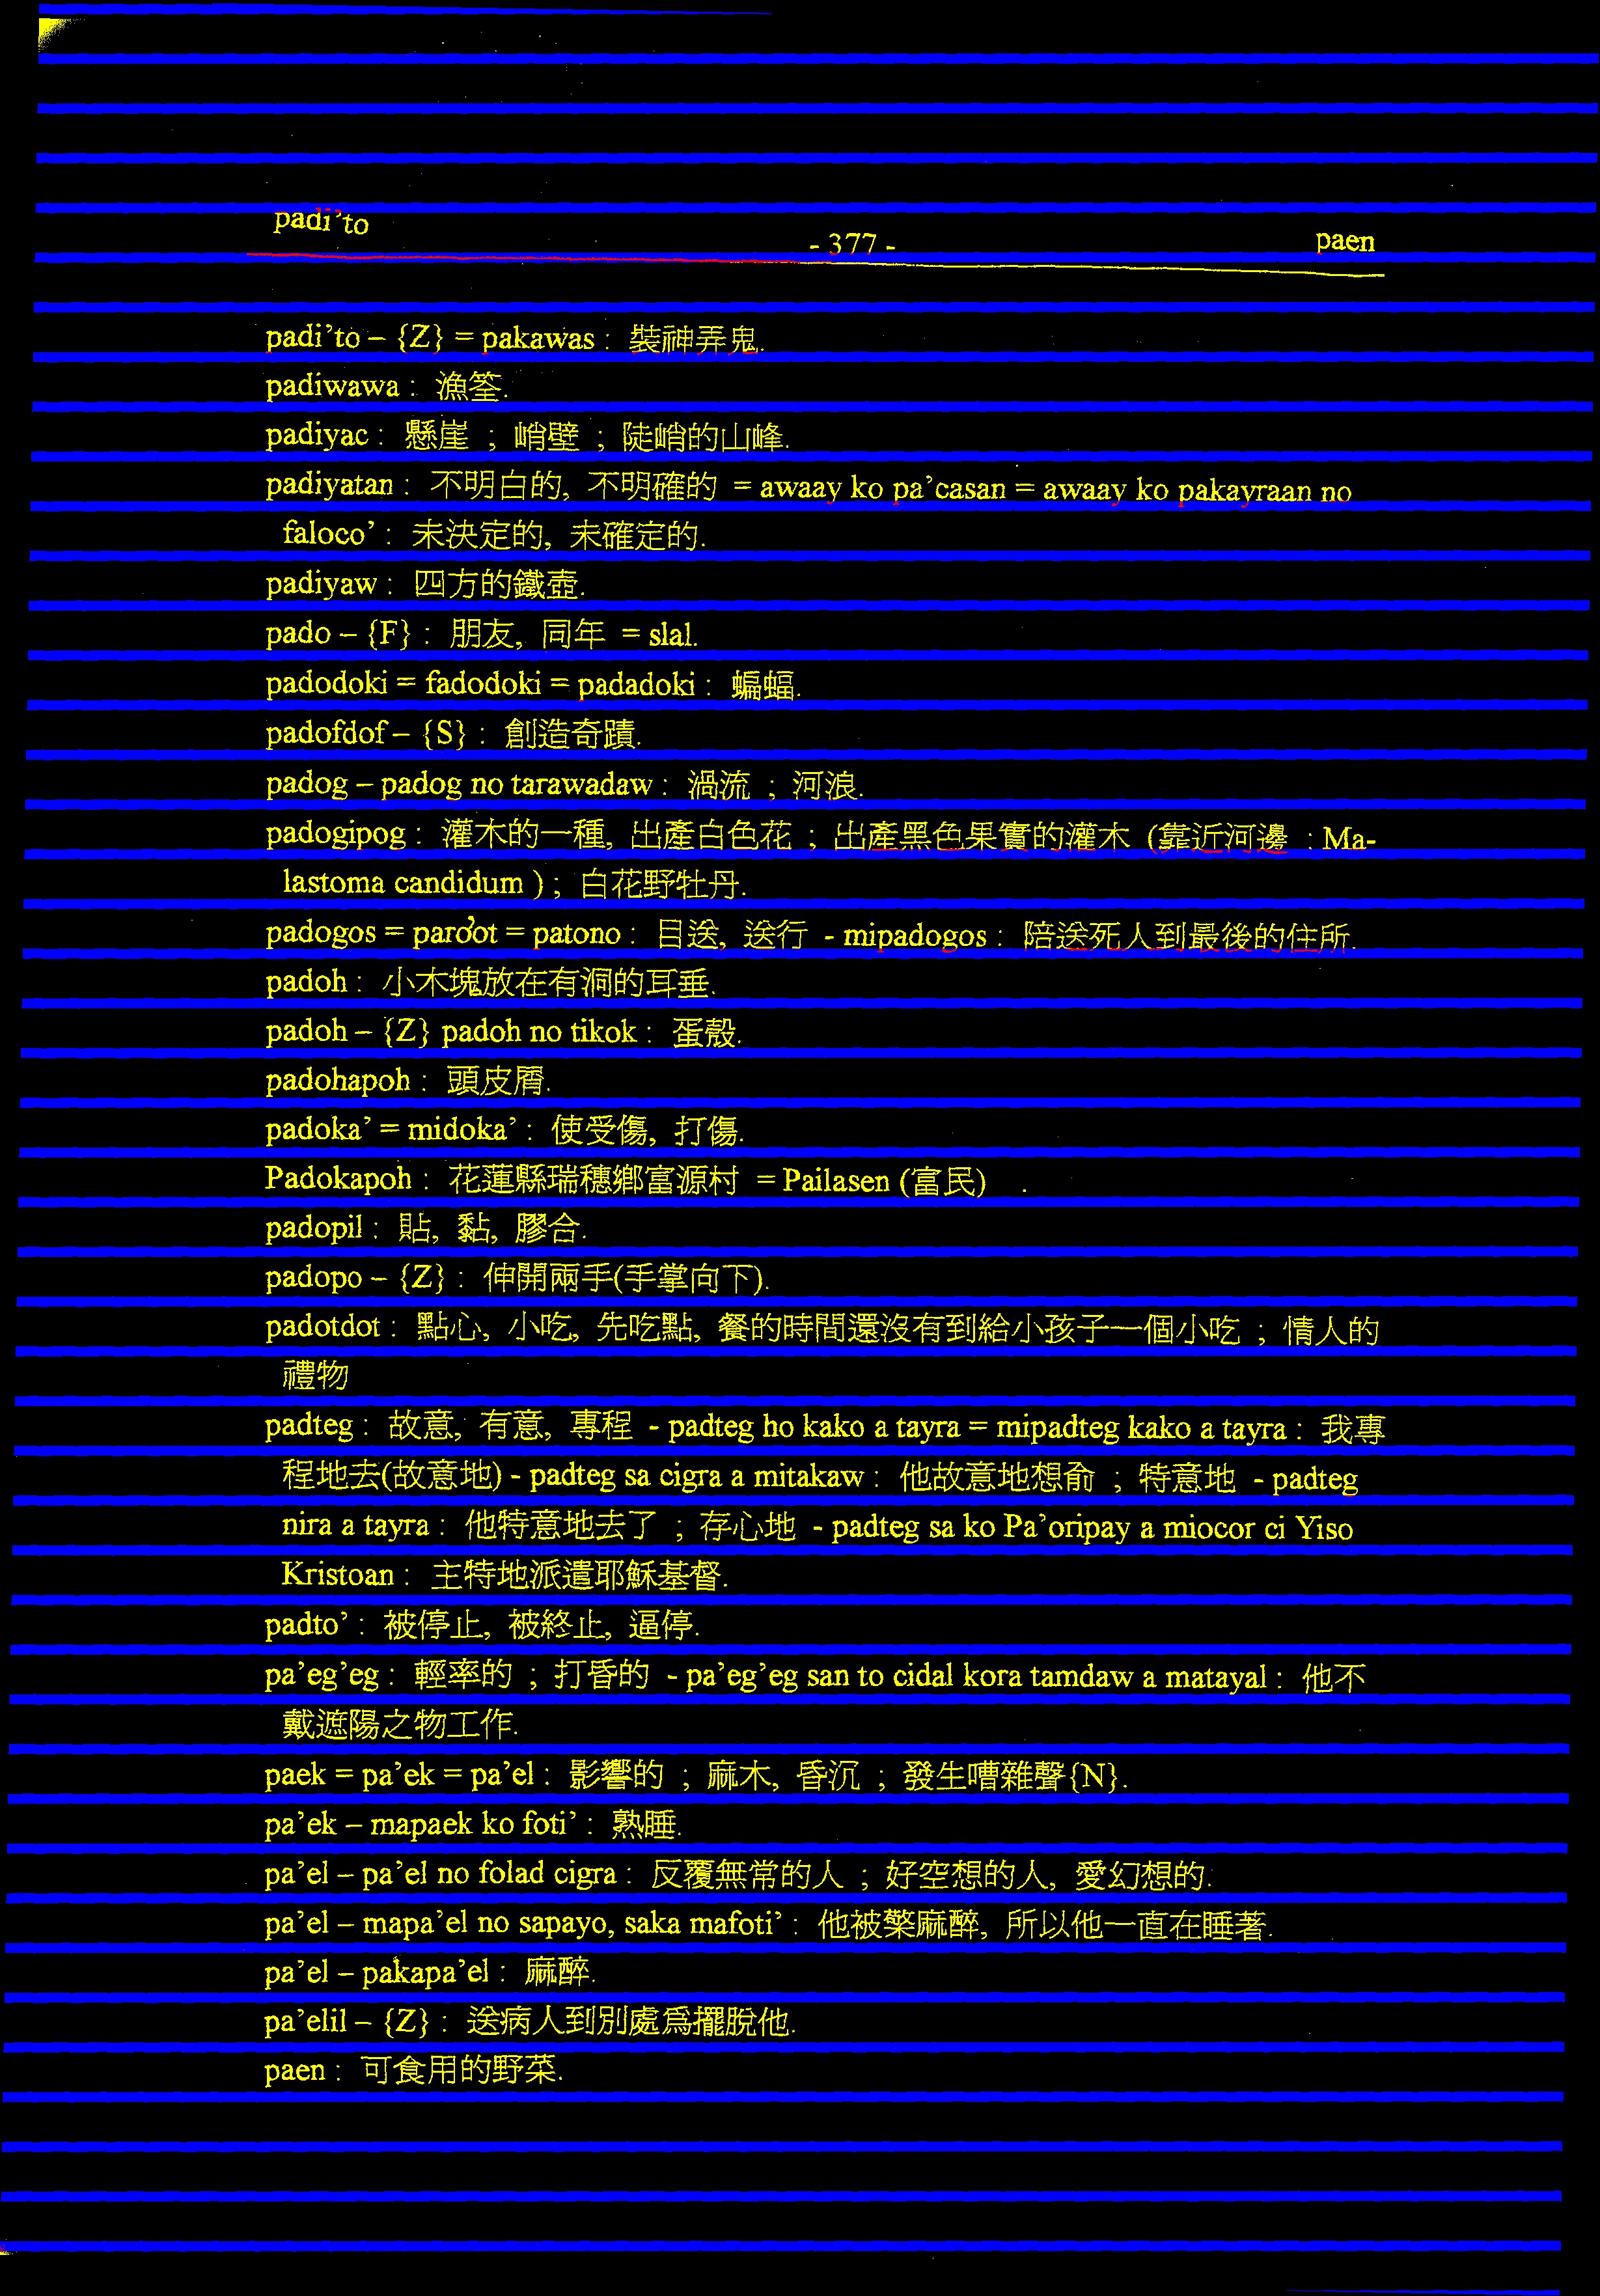 padi’to
- 377 -
paen
padi’to – {Z} = pakawas : 裝神弄鬼.
padiwawa : 漁筌.
padiyac : 懸崖 ; 峭壁 ; 陡峭的山峰.
padiyatan : 不明白的, 不明確的 = awaay ko pa’casan = awaay ko pakayraan no
faloco’ : 未決定的, 未確定的.
padiyaw : 四方的鐵壺.
pado – {F} : 朋友, 同年 = slal.
padodoki = fadodoki = padadoki : 蝙蝠.
padofdof – {S} : 創造奇蹟.
padog – padog no tarawadaw : 渦流 ; 河浪.
padogipog : 灌木的一種, 出產白色花 ; 出產黑色果實的灌木 (靠近河邊 : Ma-
lastoma candidum ) ; 白花野牡丹.
padogos = paro’ot = patono : 目送, 送行 - mipadogos : 陪送死人到最後的住所.
padoh : 小木塊放在有洞的耳垂.
padoh – {Z} padoh no tikok : 蛋殼.
padohapoh : 頭皮屑.
padoka’ = midoka’ : 使受傷, 打傷.
Padokapoh : 花蓮縣瑞穗鄉富源村 = Pailasen (富民) .
padopil : 貼, 黏, 膠合.
padopo – {Z} : 伸開兩手(手掌向下).
padotdot : 點心, 小吃, 先吃點, 餐的時間還沒有到給小孩子一個小吃 ; 情人的
禮物
padteg : 故意, 有意, 專程 - padteg ho kako a tayra = mipadteg kako a tayra : 我專
程地去(故意地) - padteg sa cigra a mitakaw : 他故意地想俞 ; 特意地 - padteg
nira a tayra : 他特意地去了 ; 存心地 - padteg sa ko Pa’oripay a miocor ci Yiso
Kristoan : 主特地派遣耶穌基督.
padto’ : 被停止, 被終止, 逼停.
pa’eg’eg : 輕率的 ; 打昏的 - pa’eg’eg san to cidal kora tamdaw a matayal : 他不
戴遮陽之物工作.
paek = pa’ek = pa’el : 影響的 ; 麻木, 昏沉 ; 發生嘈雜聲{N}.
pa’ek – mapaek ko foti’ : 熟睡.
pa’el – pa’el no folad cigra : 反覆無常的人 ; 好空想的人, 愛幻想的.
pa’el – mapa’el no sapayo, saka mafoti’ : 他被藥麻醉, 所以他一直在睡著.
pa’el – pakapa’el : 麻醉.
pa’elil – {Z} : 送病人到別處為擺脫他.
paen : 可食用的野菜.